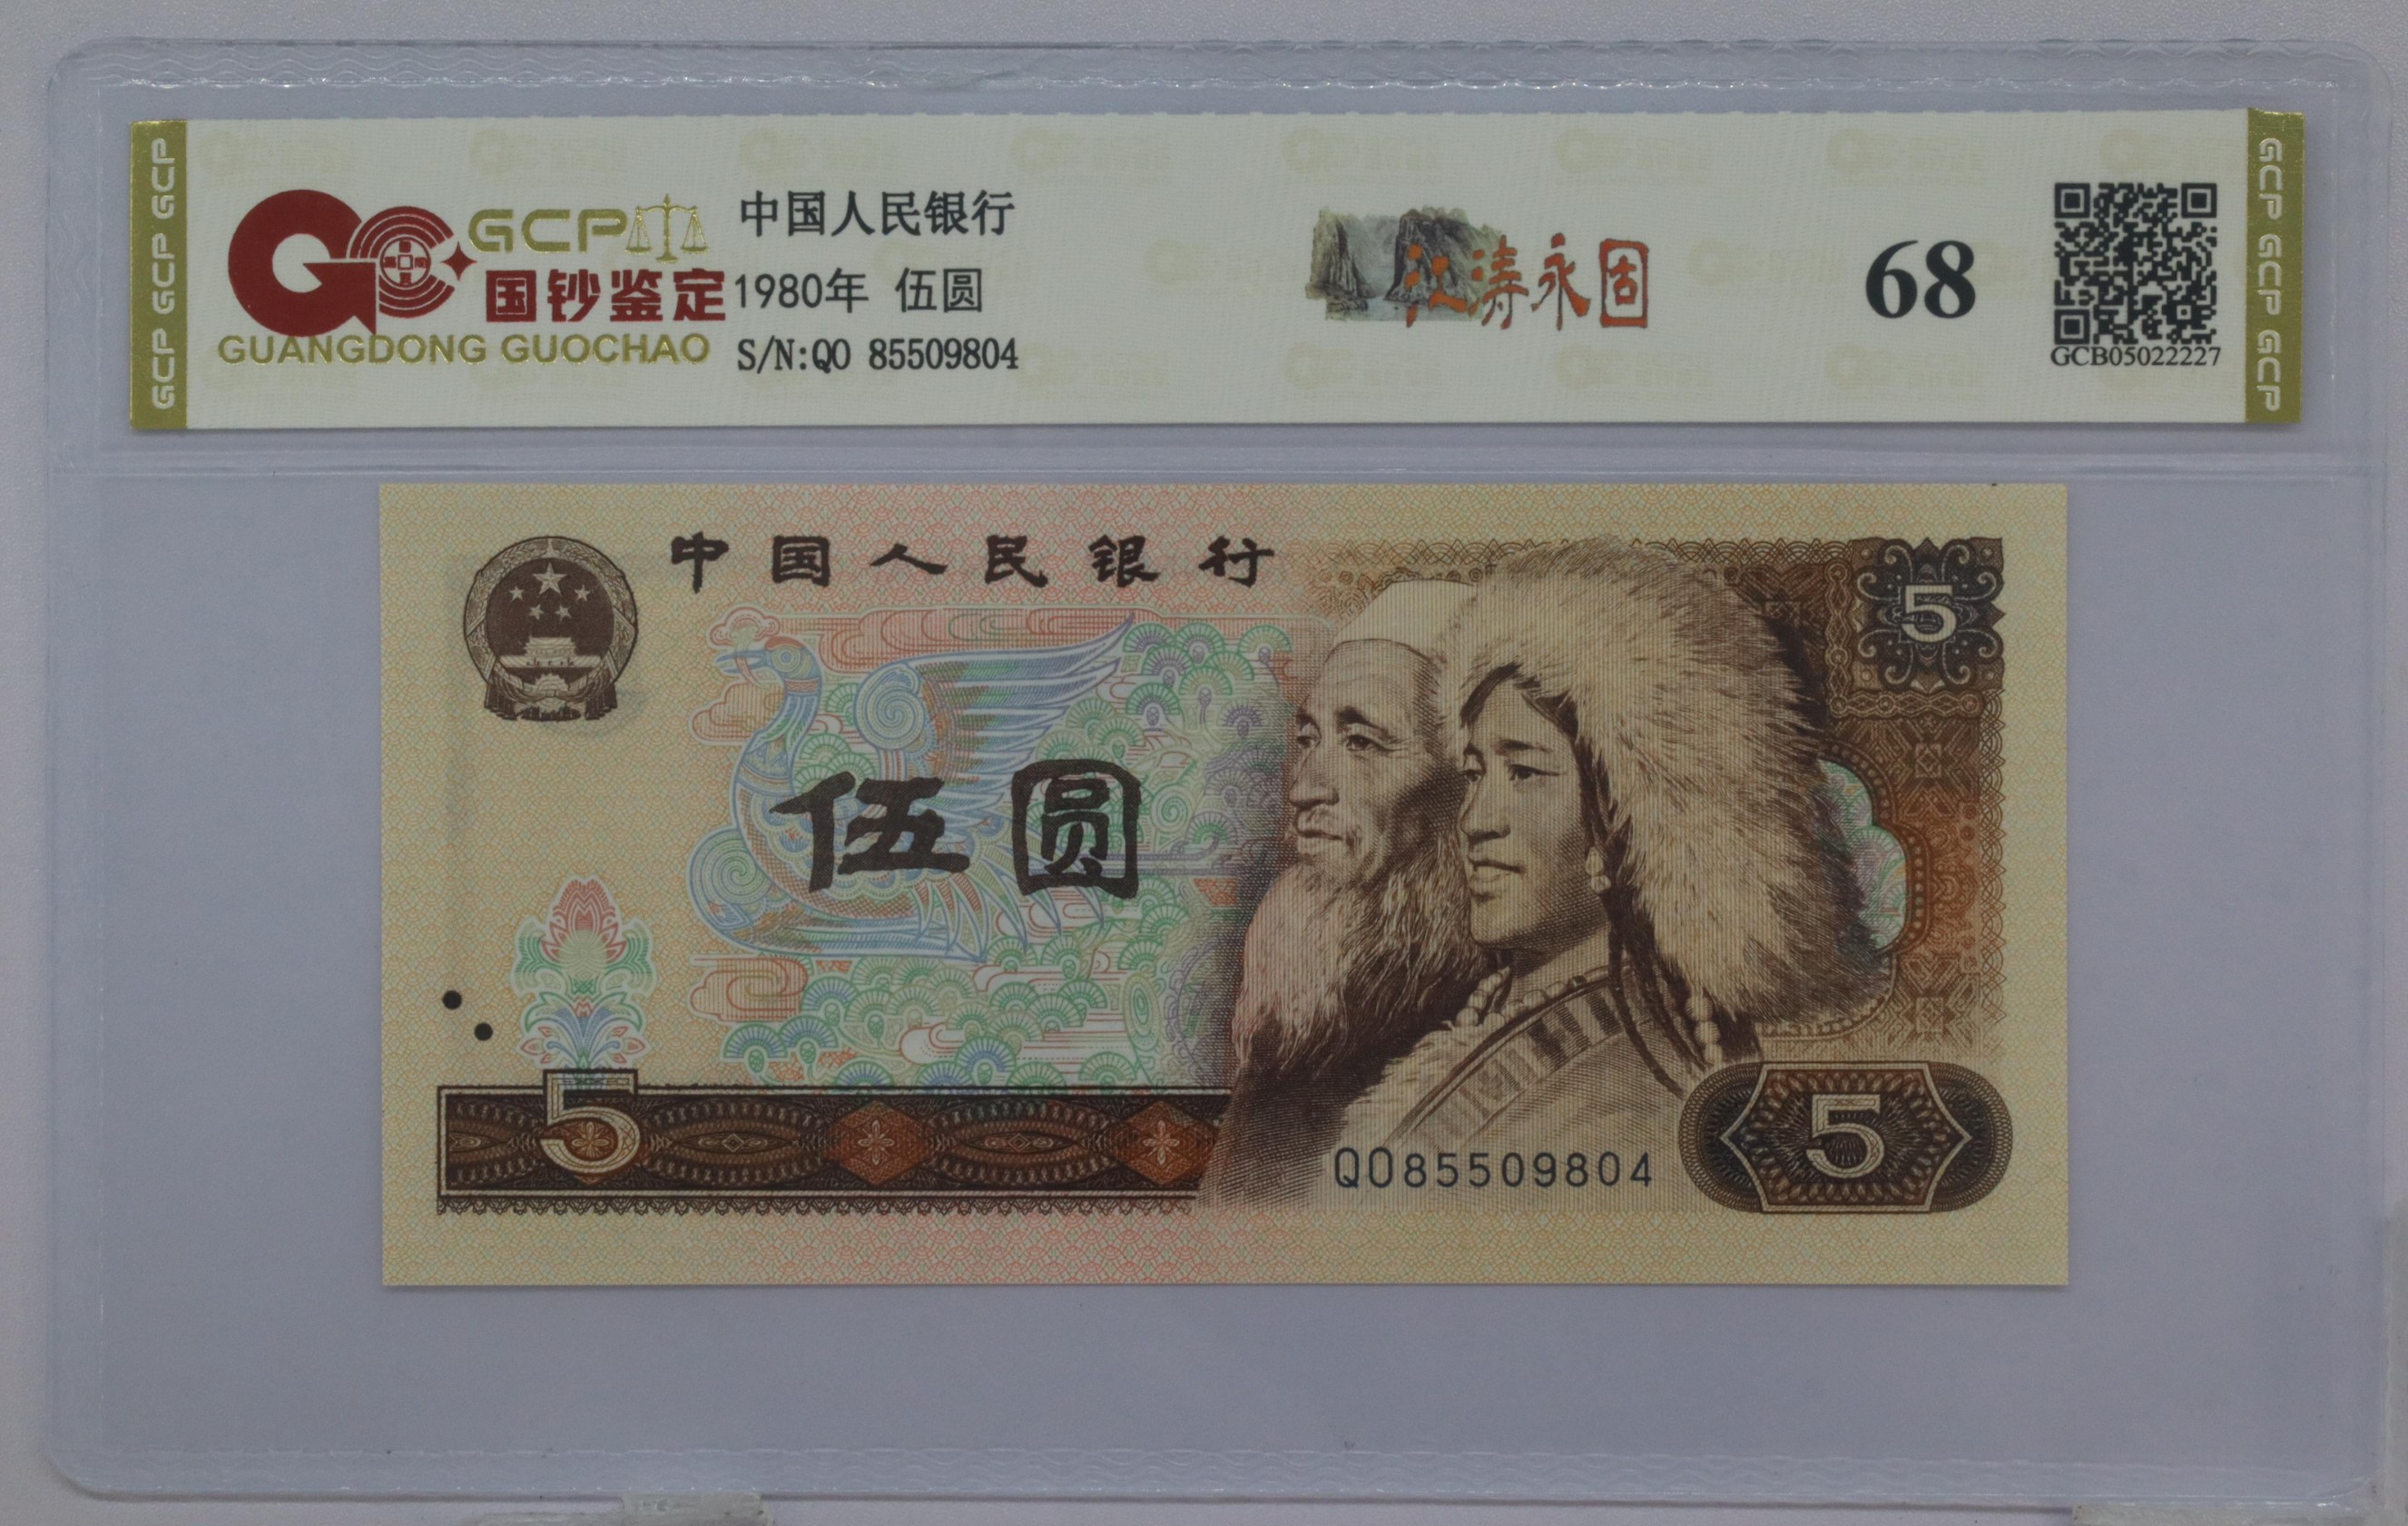 GCP GCP GCP
GCP
国钞鉴定
GUANGDONG GUOCHAO
中国人民银行
1980年 伍圆
S/N:QO 85509804
江涛永固
68
GCB05022227
GCP GCP GCP
中国人民银行
5
伍圆
5
QO85509804
5